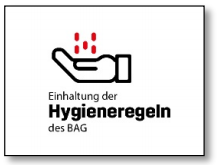 Einhaltung der
Hygieneregeln
des BAG